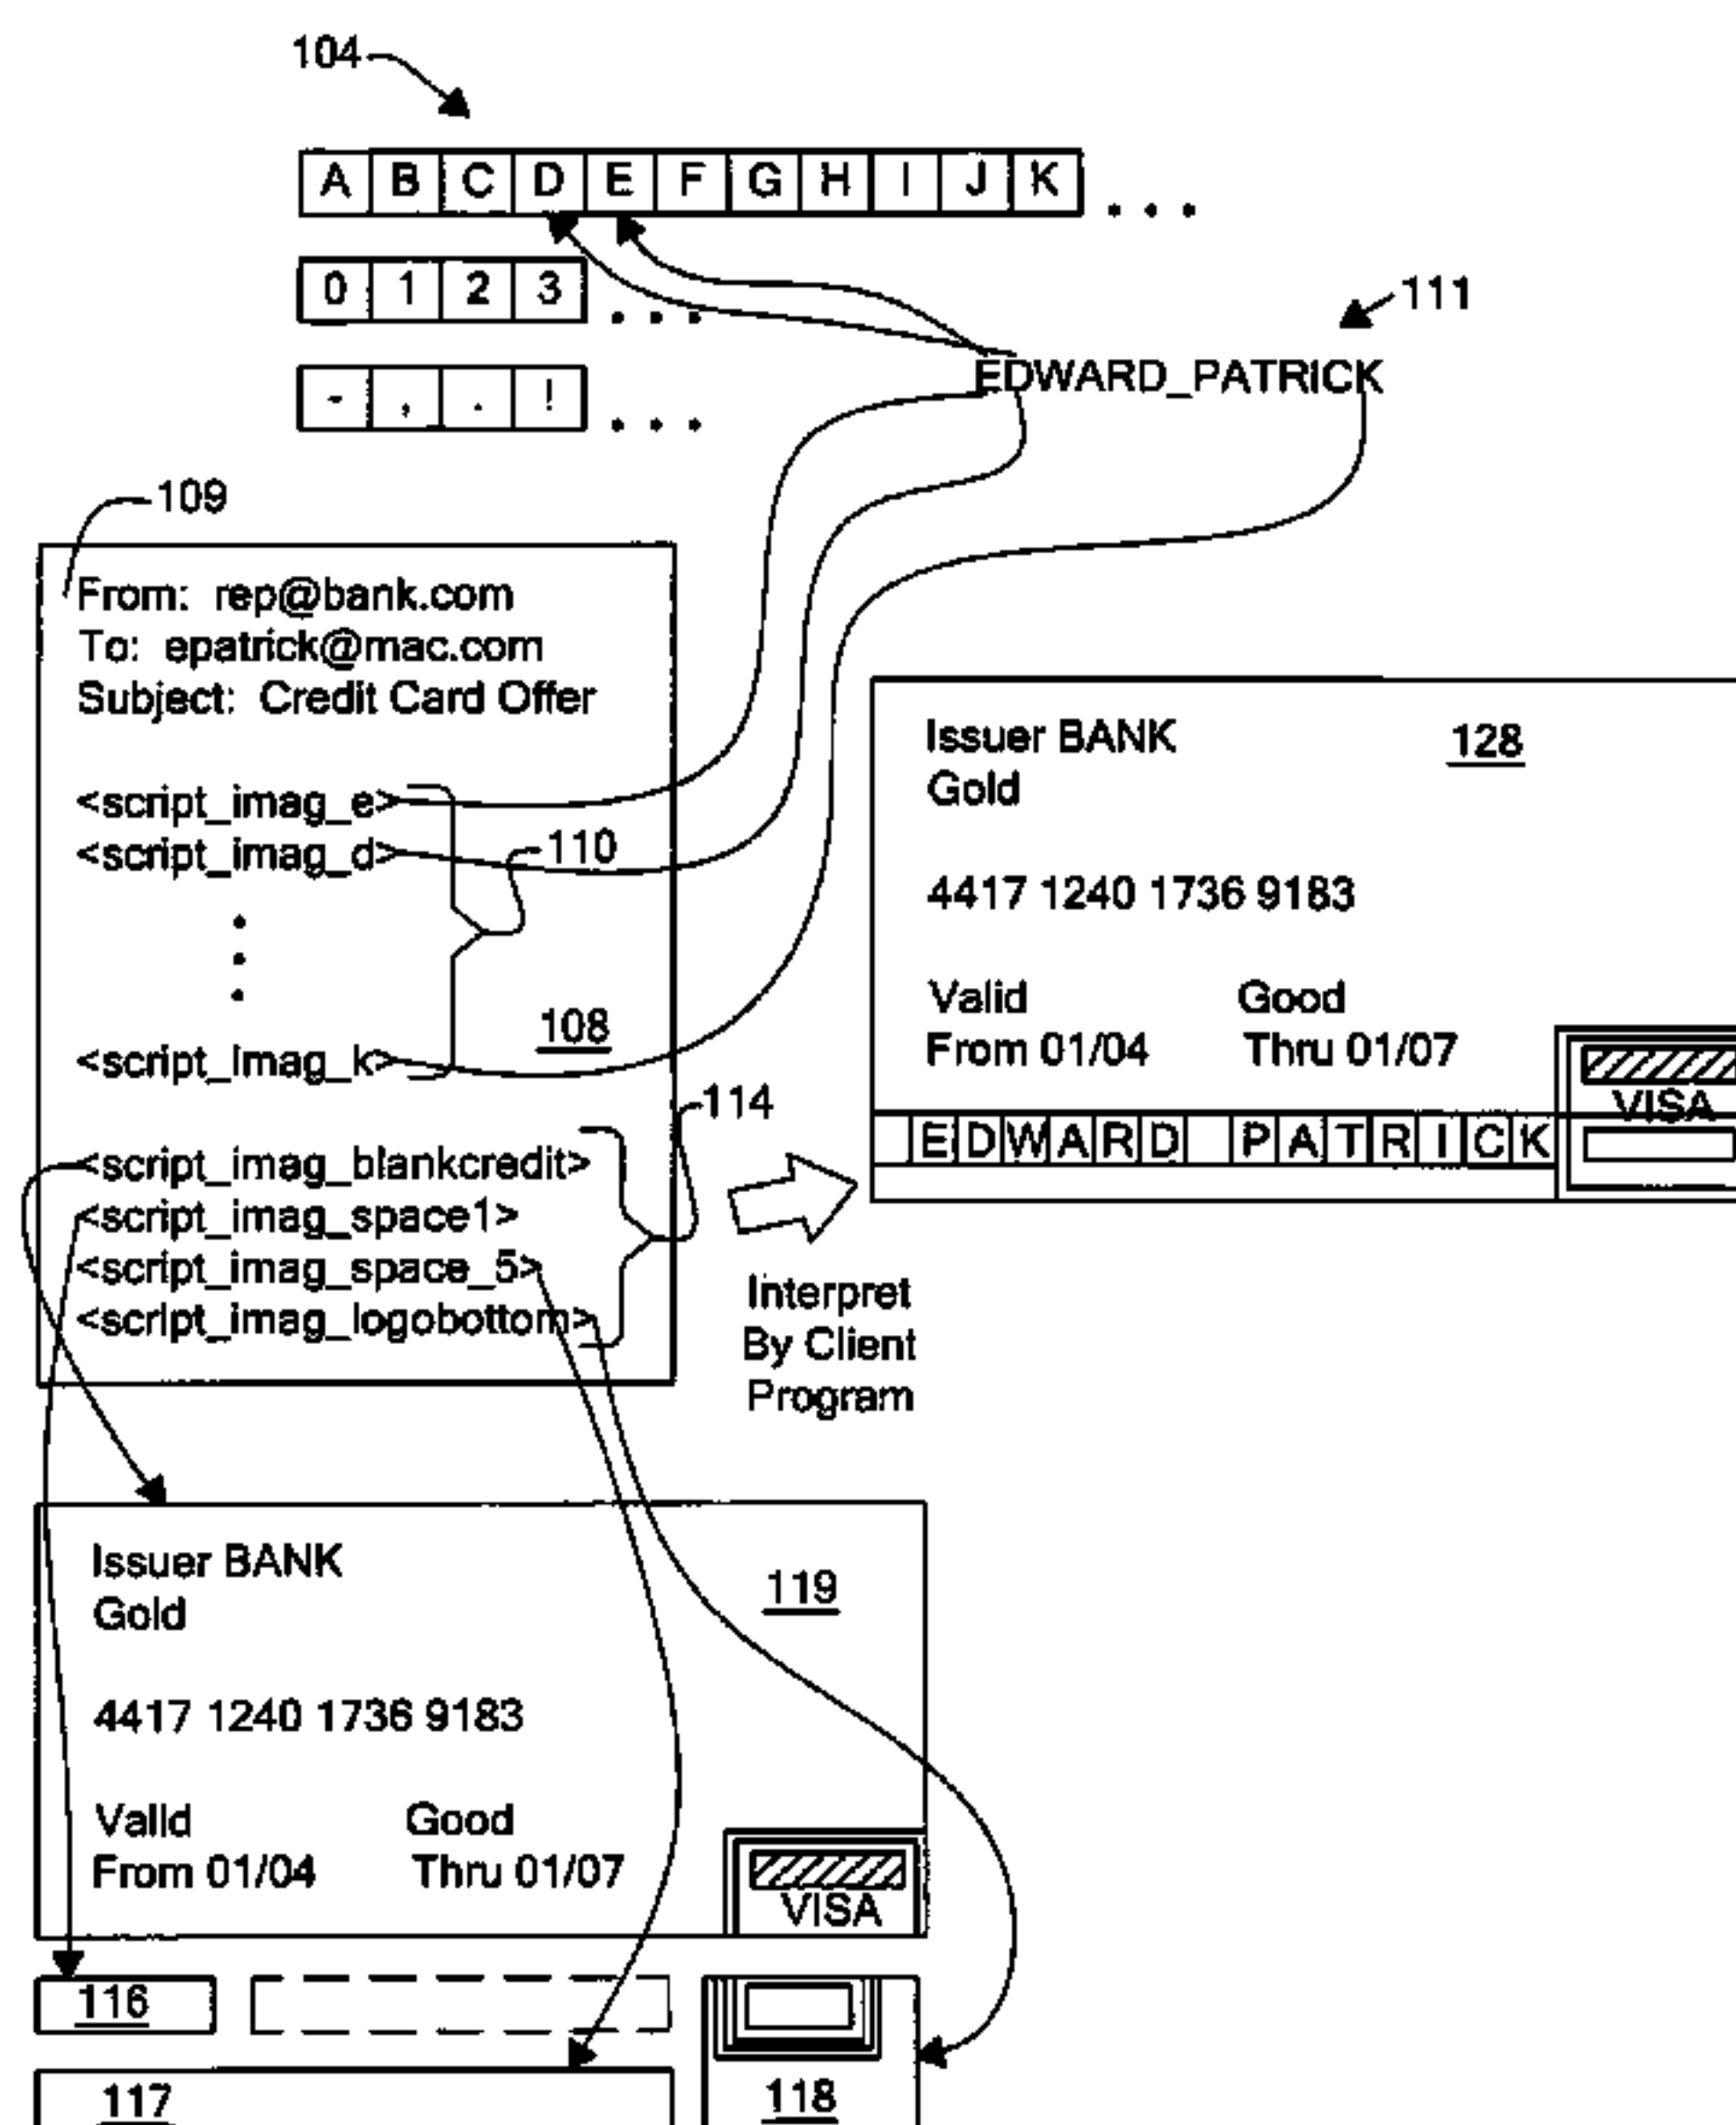 104
A B C D E F G H I J K . . .
0 1 2 3 . . .
- , . ! . . .
111
EDWARD_PATRICK
109
From: rep@bank.com
To: epatrick@mac.com
Subject: Credit Card Offer
<script_imag_e>
<script_imag_d>
110
108
<script_imag_k>
114
<script_imag_blankcredit>
<script_imag_space1>
<script_imag_space_5>
<script_imag_logobottom>
Interpret
By Client
Program
Issuer BANK
128
Gold
4417 1240 1736 9183
Valid Good
From 01/04 Thru 01/07
VISA
EDWARD PATRICK
Issuer BANK
119
Gold
4417 1240 1736 9183
Valid Good
From 01/04 Thru 01/07
VISA
116
117
118